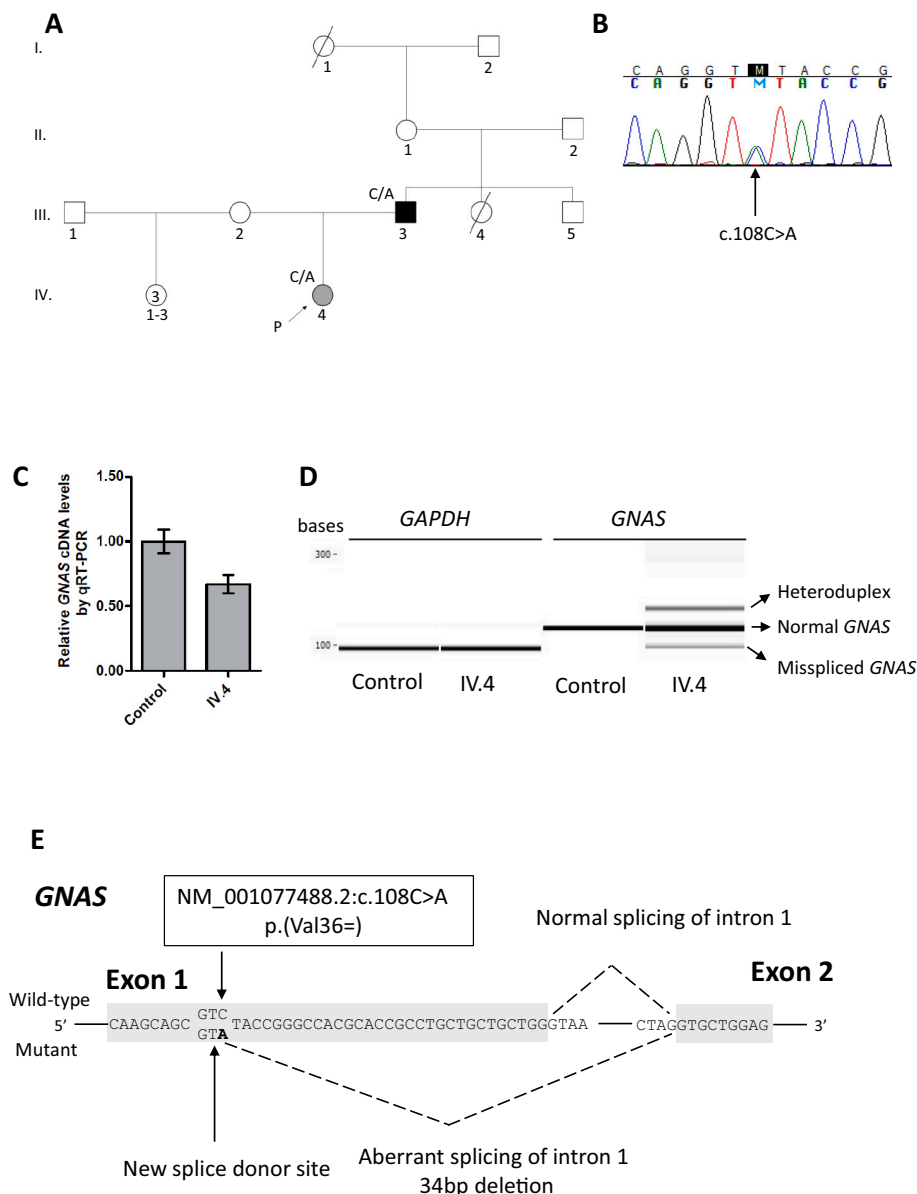 A
I.
1
2
II.
1
2
C/A
III.
1
2
3
4
5
C/A
IV.
3
1-3
P
4
B
C A G G T M T A C C G
C A G G T M T A C C G
c.108C>A
C
Relative GNAS cDNA levels
by qRT-PCR
1.50
1.00
0.50
0.00
Control
IV.4
D
bases
GAPDH
GNAS
300
100
Heteroduplex
Normal GNAS
Misspliced GNAS
Control
IV.4
Control
IV.4
E
GNAS
NM_001077488.2:c.108C>A
p.(Val36=)
Normal splicing of intron 1
Exon 1
Exon 2
Wild-type
5’
Mutant
CAAGCAGC
GTC
GTA
TACCGGGCCACGCACCGCCTGCTGCTGCTGGGTAA
CTAGGTGCTGGAG
3’
New splice donor site
Aberrant splicing of intron 1
34bp deletion